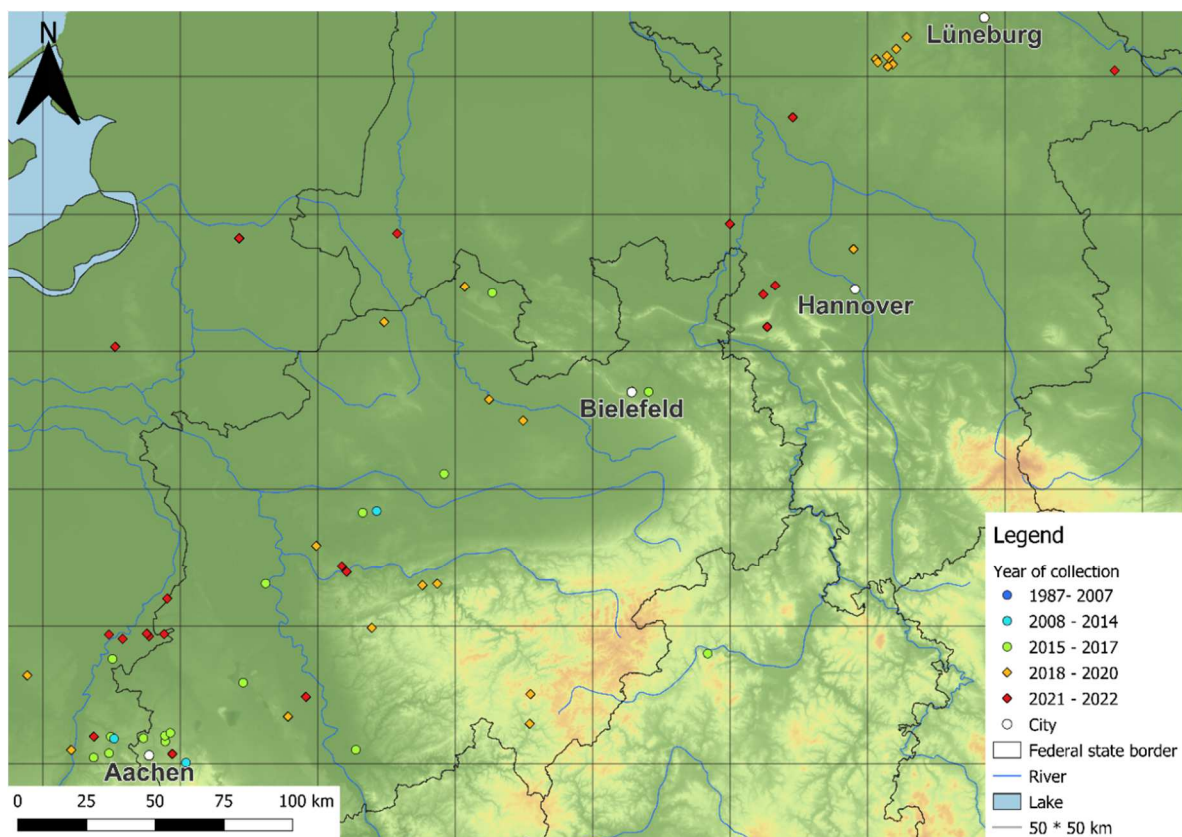 N
Lüneburg
Hannover
Bielefeld
Aachen
0 25 50 75 100 km
Legend
Year of collection
1987- 2007
2008 - 2014
2015 - 2017
2018 - 2020
2021 - 2022
City
Federal state border
River
Lake
50 * 50 km